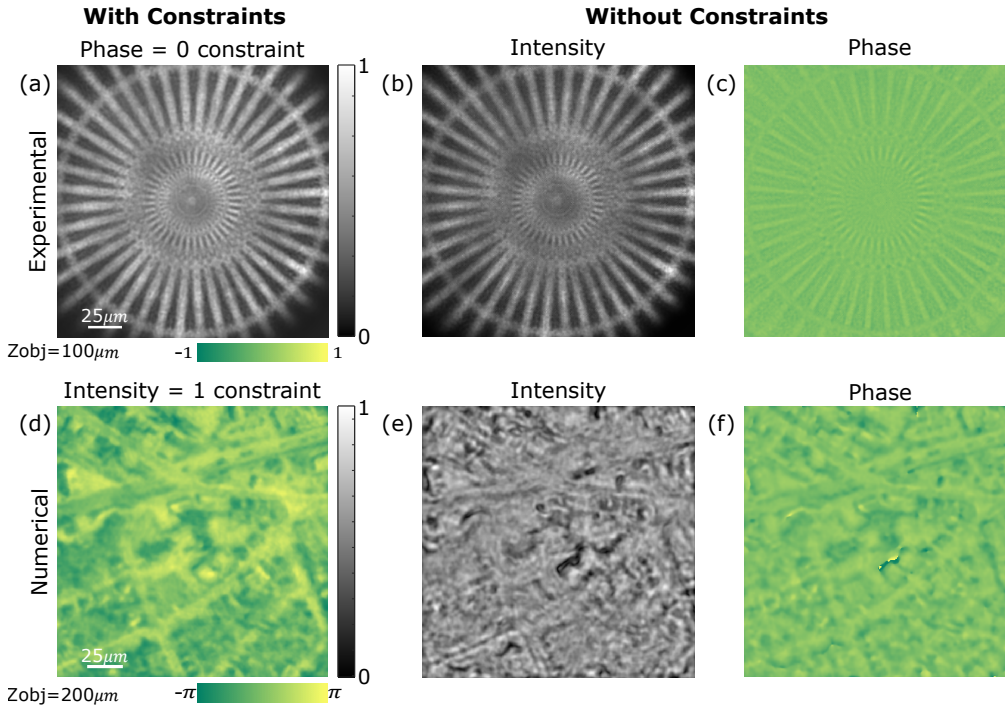 With Constraints
Without Constraints
Phase = 0 constraint
Intensity
Phase
(a)
1
(b)
(c)
Experimental
25μm
0
Zobj=100μm
-1
1
Intensity = 1 constraint
Intensity
Phase
(d)
1
(e)
(f)
Numerical
25μm
0
Zobj=200μm
-π
π